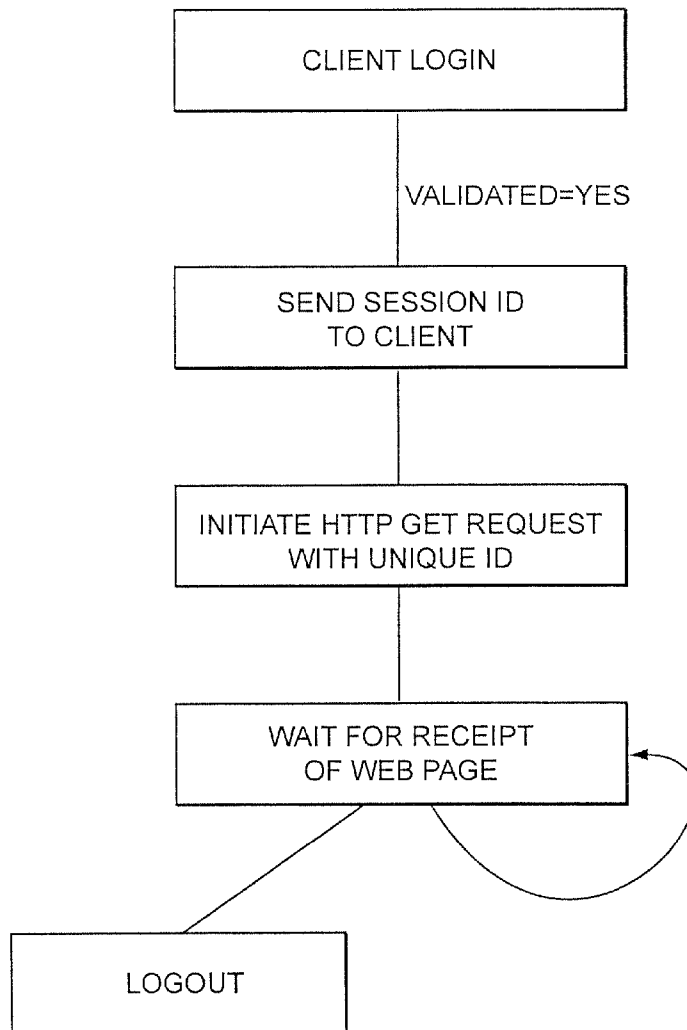 CLIENT LOGIN
VALIDATED=YES
SEND SESSION ID
TO CLIENT
INITIATE HTTP GET REQUEST
WITH UNIQUE ID
WAIT FOR RECEIPT
OF WEB PAGE
LOGOUT